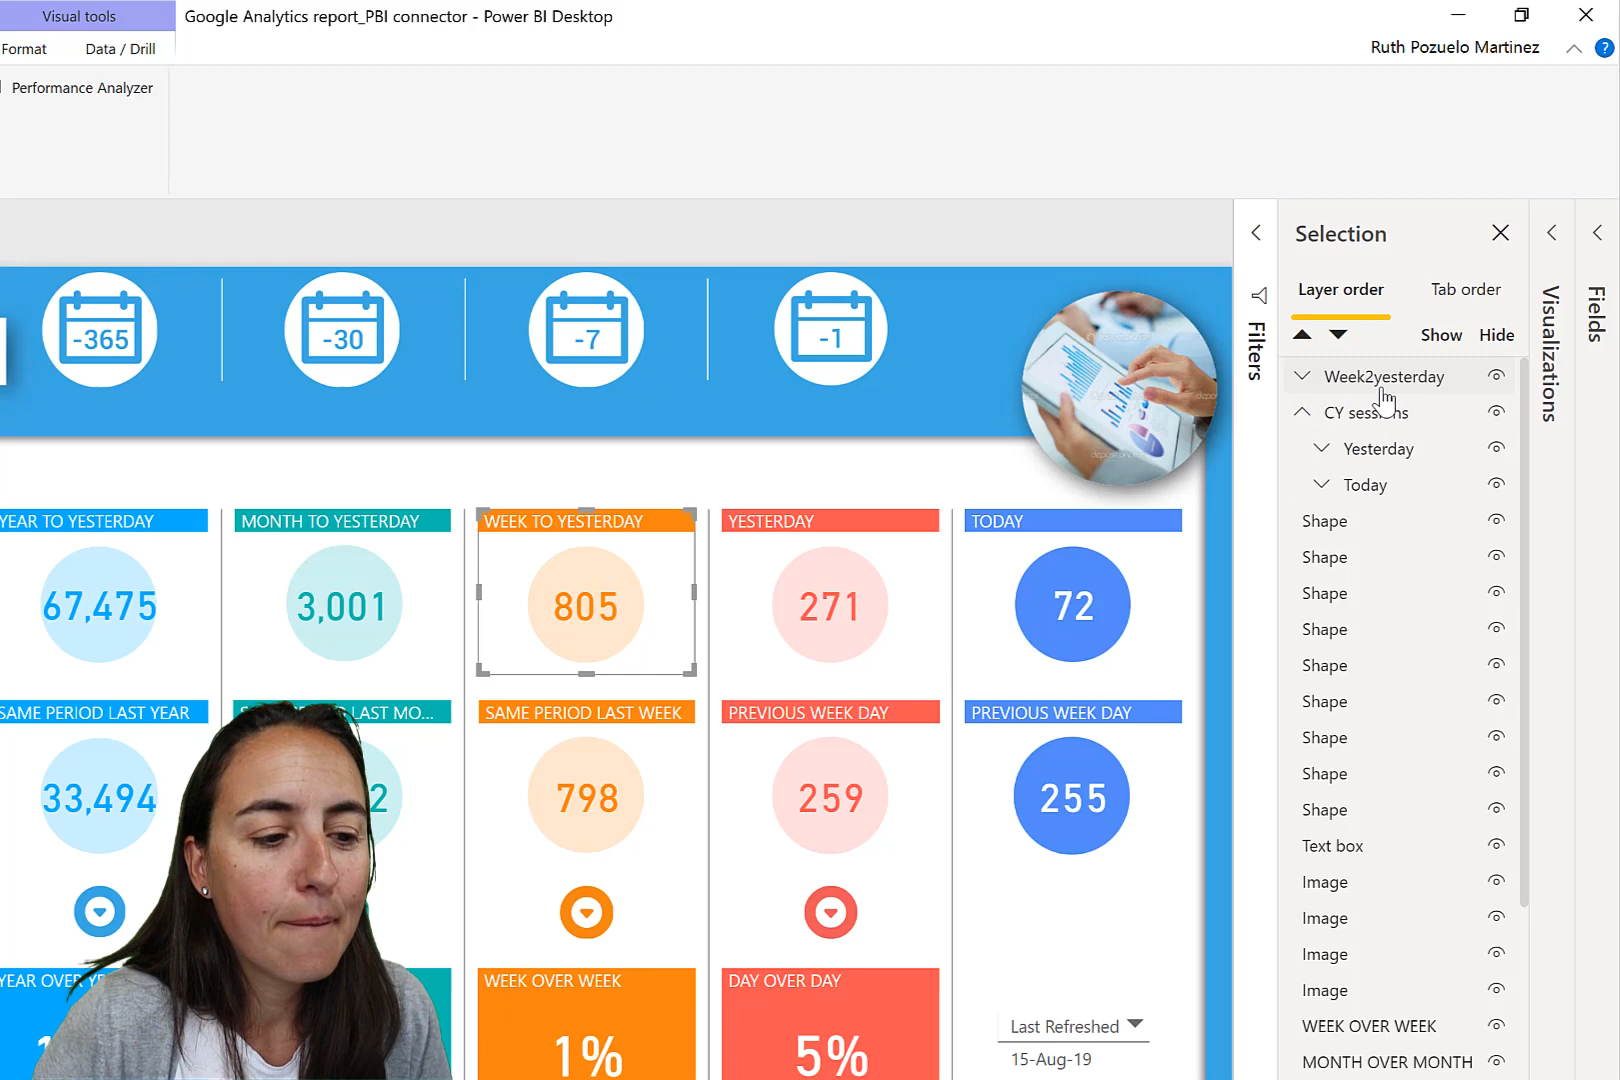 Visual tools
Google Analytics report_PBI connector - Power BI Desktop
Format
Data / Drill
Ruth Pozuelo Martinez
?
Performance Analyzer
-365
-30
-7
-1
YEAR TO YESTERDAY
MONTH TO YESTERDAY
WEEK TO YESTERDAY
YESTERDAY
TODAY
67,475
3,001
805
271
72
SAME PERIOD LAST YEAR
LAST MO...
SAME PERIOD LAST WEEK
PREVIOUS WEEK DAY
PREVIOUS WEEK DAY
33,494
2
798
259
255
YEAR OVER
WEEK OVER WEEK
DAY OVER DAY
1%
5%
Last Refreshed
15-Aug-19
Filters
Selection
Layer order
Tab order
Show
Hide
Week2yesterday
CY sessions
Yesterday
Today
Shape
Shape
Shape
Shape
Shape
Shape
Shape
Shape
Shape
Text box
Image
Image
Image
Image
WEEK OVER WEEK
MONTH OVER MONTH
Visualizations
Fields